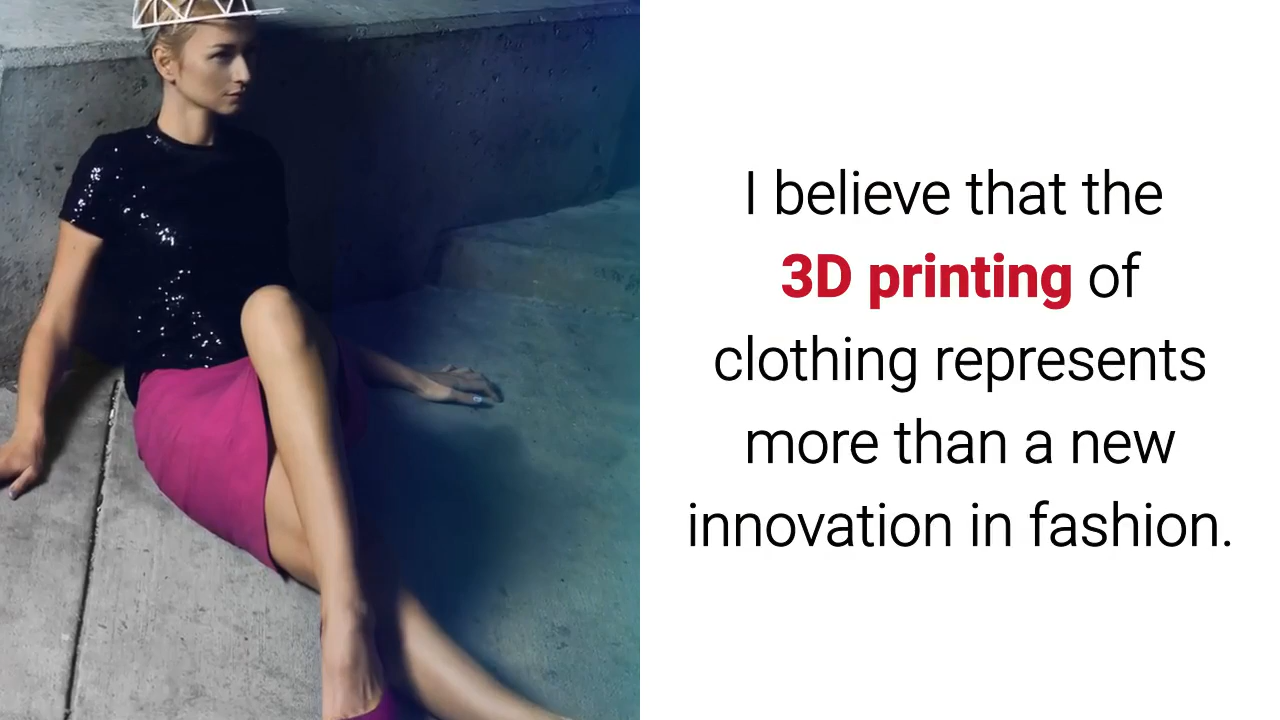 I believe that the
3D printing of
clothing represents
more than a new
innovation in fashion.